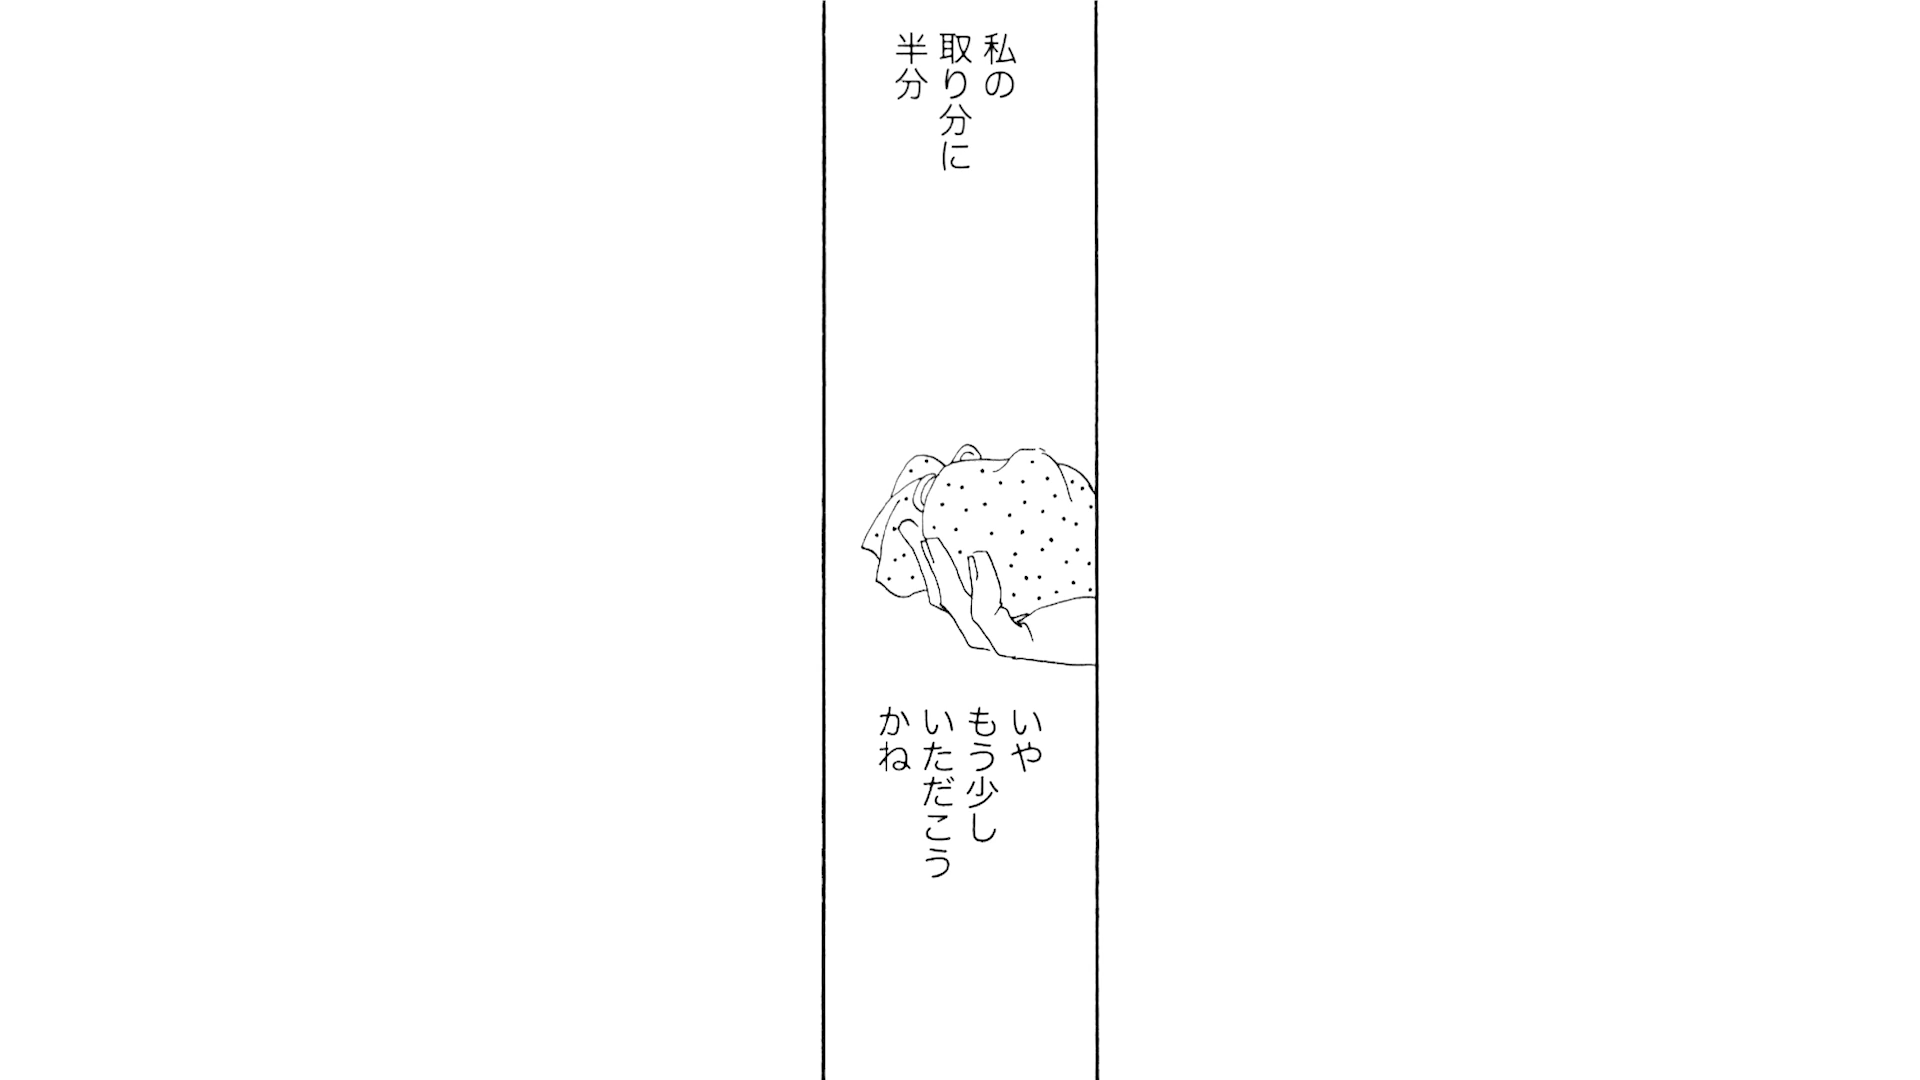 私の
取り分に
半分
いや
もう少し
いただこう
かね